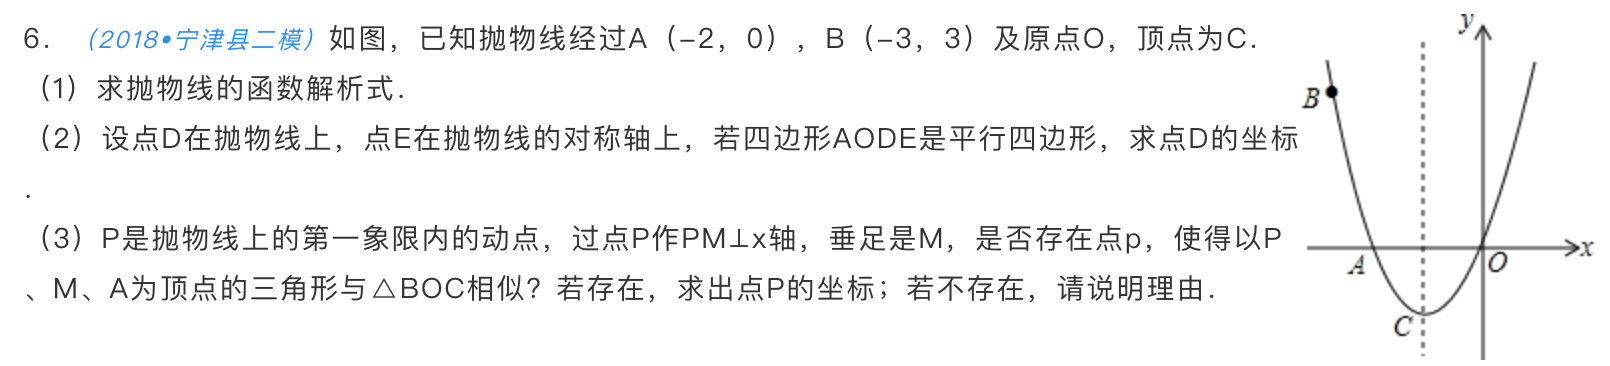 6. （2018•宁津县二模）如图，已知抛物线经过A（-2，0），B（-3，3）及原点O，顶点为C.
（1）求抛物线的函数解析式.
（2）设点D在抛物线上，点E在抛物线的对称轴上，若四边形AODE是平行四边形，求点D的坐标
.
（3）P是抛物线上的第一象限内的动点，过点P作PM⊥x轴，垂足是M，是否存在点p，使得以P
、M、A为顶点的三角形与△BOC相似？若存在，求出点P的坐标；若不存在，请说明理由.
y
B
x
A
O
C